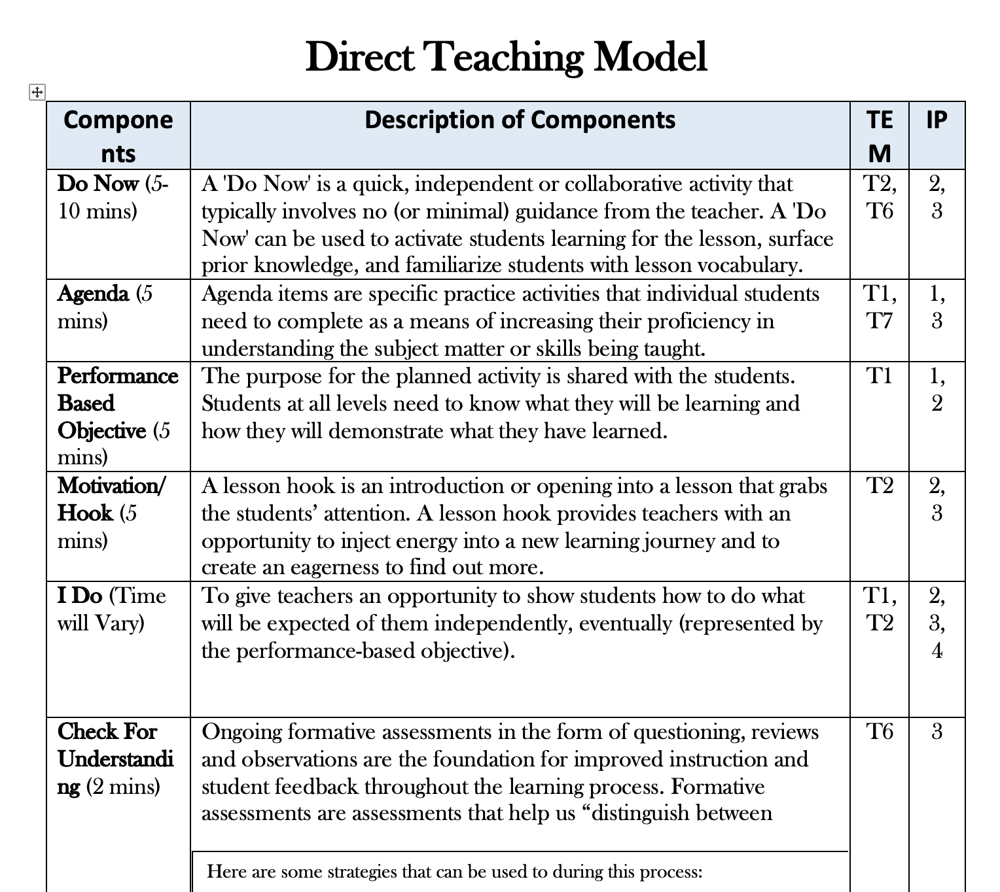 Direct Teaching Model
Compone
nts
Description of Components
TE
M
IP
Do Now (5-
10 mins)
A 'Do Now' is a quick, independent or collaborative activity that
typically involves no (or minimal) guidance from the teacher. A 'Do
Now' can be used to activate students learning for the lesson, surface
prior knowledge, and familiarize students with lesson vocabulary.
T2,
T6
2,
3
Agenda (5
mins)
Agenda items are specific practice activities that individual students
need to complete as a means of increasing their proficiency in
understanding the subject matter or skills being taught.
T1,
T7
1,
3
Performance
Based
Objective (5
mins)
The purpose for the planned activity is shared with the students.
Students at all levels need to know what they will be learning and
how they will demonstrate what they have learned.
T1
1,
2
Motivation/
Hook (5
mins)
A lesson hook is an introduction or opening into a lesson that grabs
the students’ attention. A lesson hook provides teachers with an
opportunity to inject energy into a new learning journey and to
create an eagerness to find out more.
T2
2,
3
I Do (Time
will Vary)
To give teachers an opportunity to show students how to do what
will be expected of them independently, eventually (represented by
the performance-based objective).
T1,
T2
2,
3,
4
Check For
Understandi
ng (2 mins)
Ongoing formative assessments in the form of questioning, reviews
and observations are the foundation for improved instruction and
student feedback throughout the learning process. Formative
assessments are assessments that help us “distinguish between
T6
3
Here are some strategies that can be used to during this process: